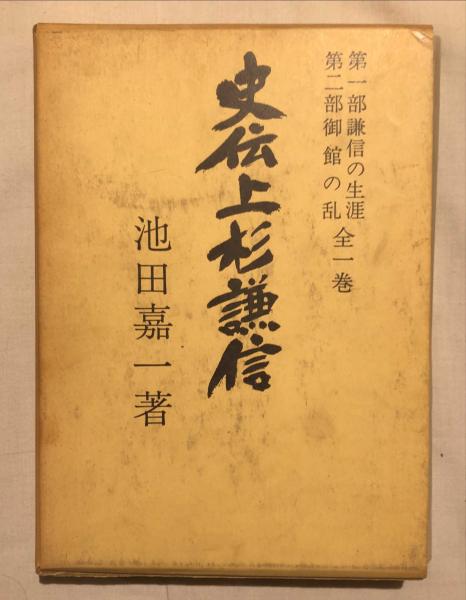 第一部謙信の生涯
第二部御館の乱
全一巻
史伝上杉謙信
池田嘉一著